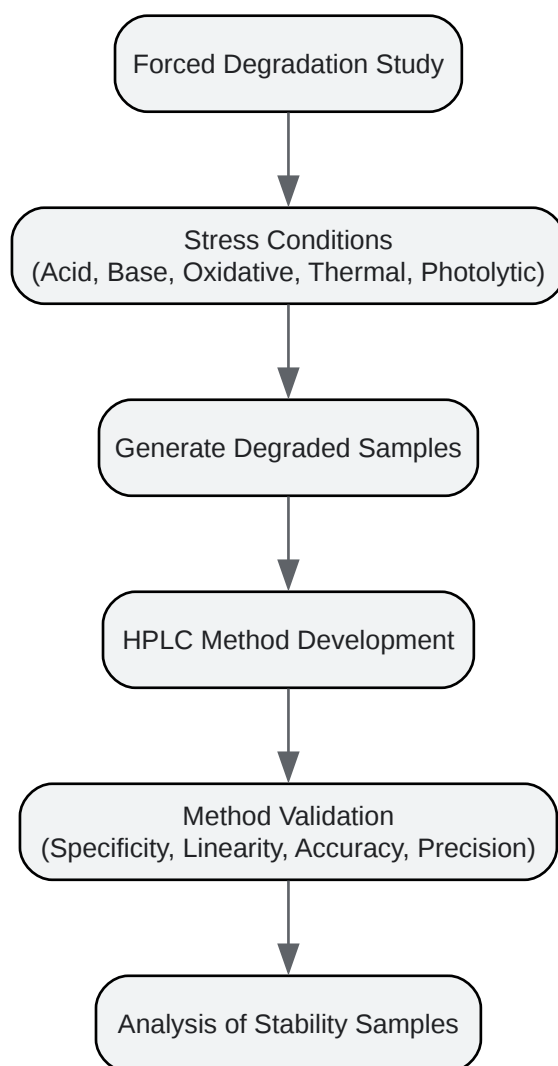 Forced Degradation Study
Stress Conditions
(Acid, Base, Oxidative, Thermal, Photolytic)
Generate Degraded Samples
HPLC Method Development
Method Validation
(Specificity, Linearity, Accuracy, Precision)
Analysis of Stability Samples